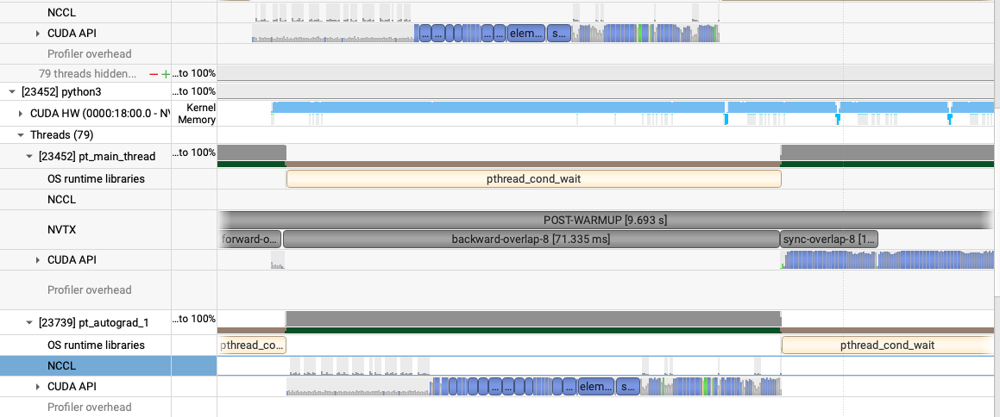 NCCL
CUDA API
... ... ... ... elem... s...
Profiler overhead
79 threads hidden... − + ...to 100%
[23452] python3 ...to 100%
CUDA HW (0000:18:00.0 - NV Kernel
Memory
Threads (79)
[23452] pt_main_thread ...to 100%
OS runtime libraries pthread_cond_wait
NCCL
POST-WARMUP [9.693 s]
NVTX
forward-o... backward-overlap-8 [71.335 ms] sync-overlap-8 [1...
CUDA API
Profiler overhead
[23739] pt_autograd_1 ...to 100%
OS runtime libraries pthread_co... pthread_cond_wait
NCCL
CUDA API ... ... ... elem... s...
Profiler overhead